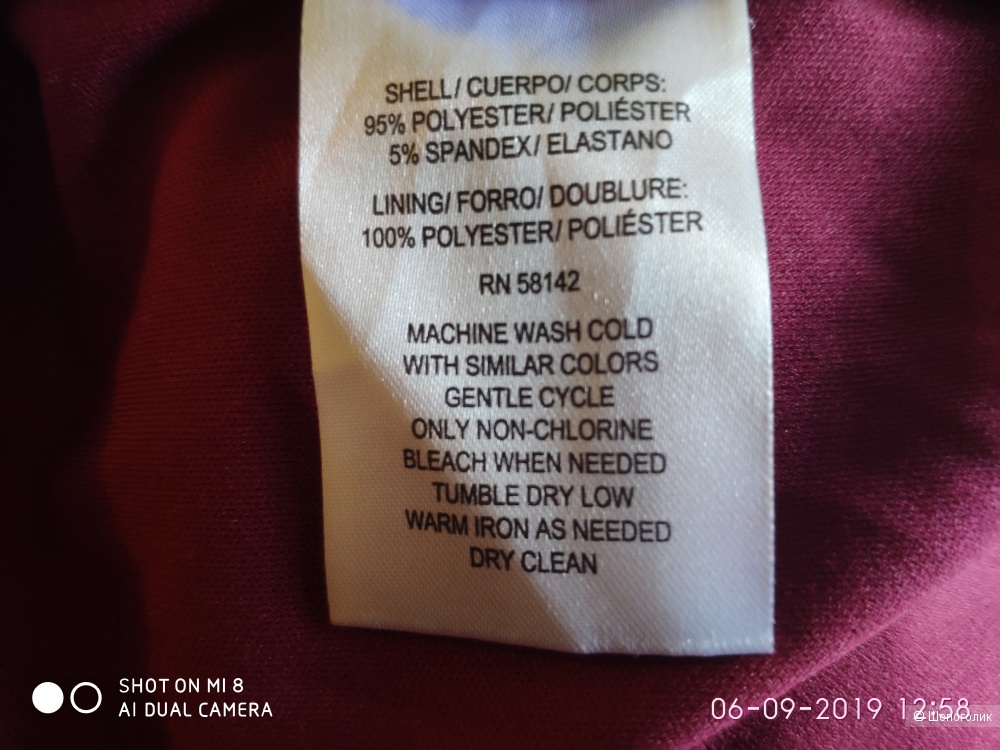 SHELL/ CUERPO/ CORPS:
95% POLYESTER/ POLIÉSTER
5% SPANDEX/ ELASTANO
LINING/ FORRO/ DOUBLURE:
100% POLYESTER/ POLIÉSTER
RN 58142
MACHINE WASH COLD
WITH SIMILAR COLORS
GENTLE CYCLE
ONLY NON-CHLORINE
BLEACH WHEN NEEDED
TUMBLE DRY LOW
WARM IRON AS NEEDED
DRY CLEAN
SHOT ON MI 8
AI DUAL CAMERA
06-09-2019 12:58
© Шопоголик